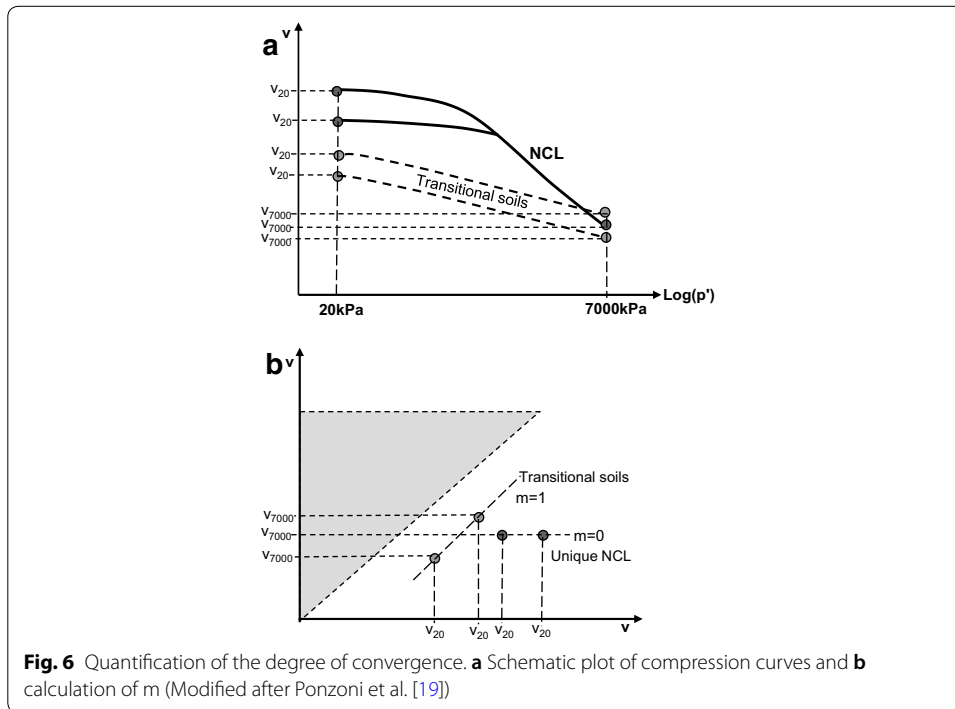 a
v
v20
v20
v20
v20
NCL
Transitional soils
v7000
v7000
v7000
Log(p')
20kPa
7000kPa
b
v
Transitional soils
m=1
v7000
v7000
m=0
Unique NCL
v7000
v20
v20
v20
v20
v
Fig. 6 Quantification of the degree of convergence. a Schematic plot of compression curves and b
calculation of m (Modified after Ponzoni et al. [19])